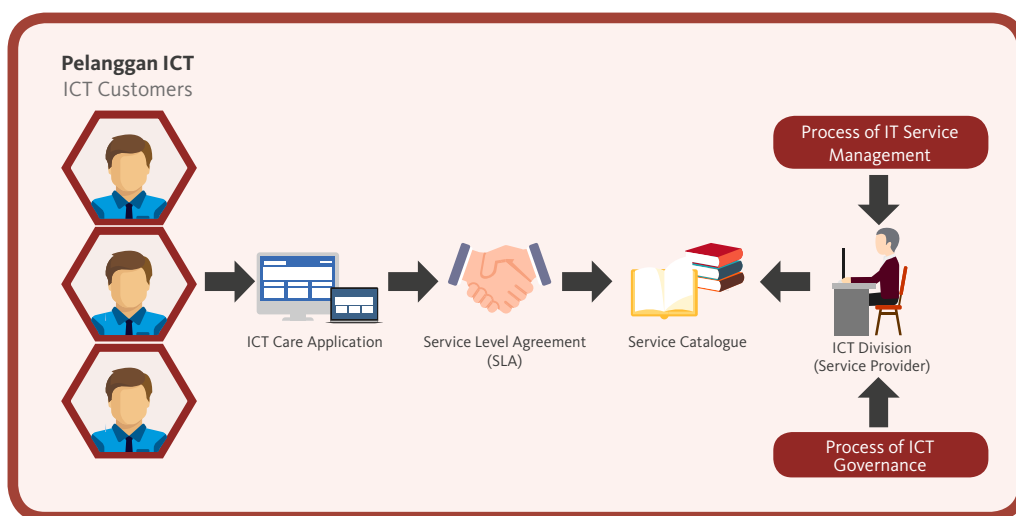 Pelanggan ICT
ICT Customers
Process of IT Service
Management
ICT Care Application
Service Level Agreement
(SLA)
Service Catalogue
ICT Division
(Service Provider)
Process of ICT
Governance